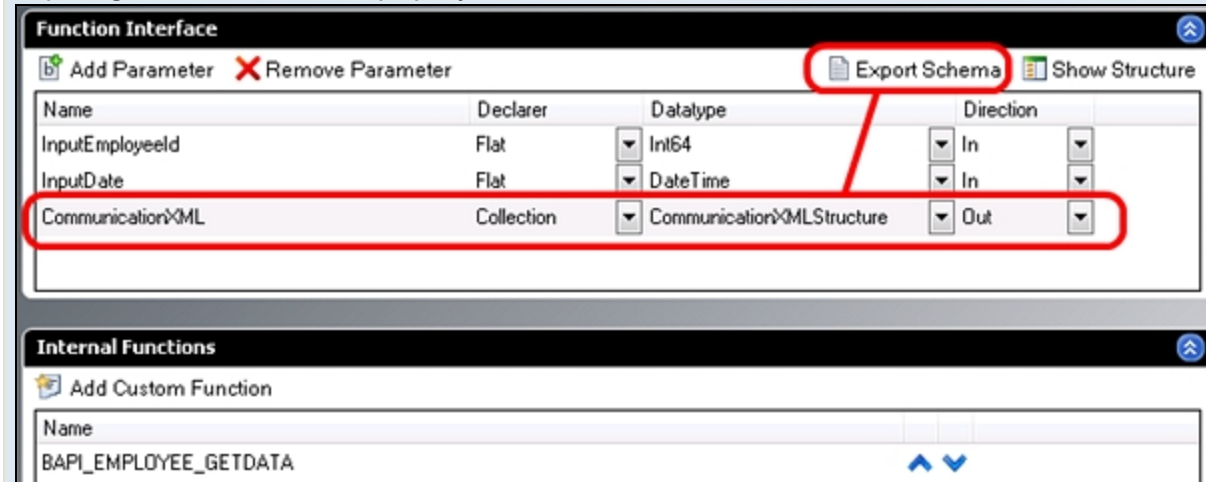 Function Interface
Add Parameter Remove Parameter Export Schema Show Structure
Name Declarer Datatype Direction
InputEmployeeId Flat Int64 In
InputDate Flat DateTime In
CommunicationXML Collection CommunicationXMLStructure Out
Internal Functions
Add Custom Function
Name
BAPI_EMPLOYEE_GETDATA